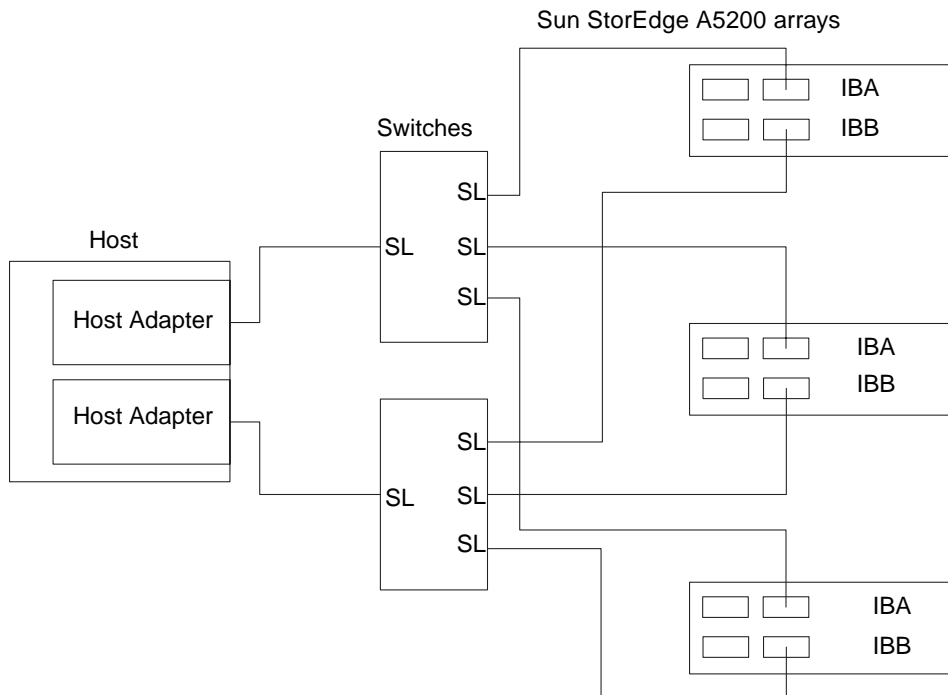 Sun StorEdge A5200 arrays
IBA
IBB
Switches
SL
SL
SL
SL
Host
Host Adapter
Host Adapter
IBA
IBB
SL
SL
SL
SL
IBA
IBB